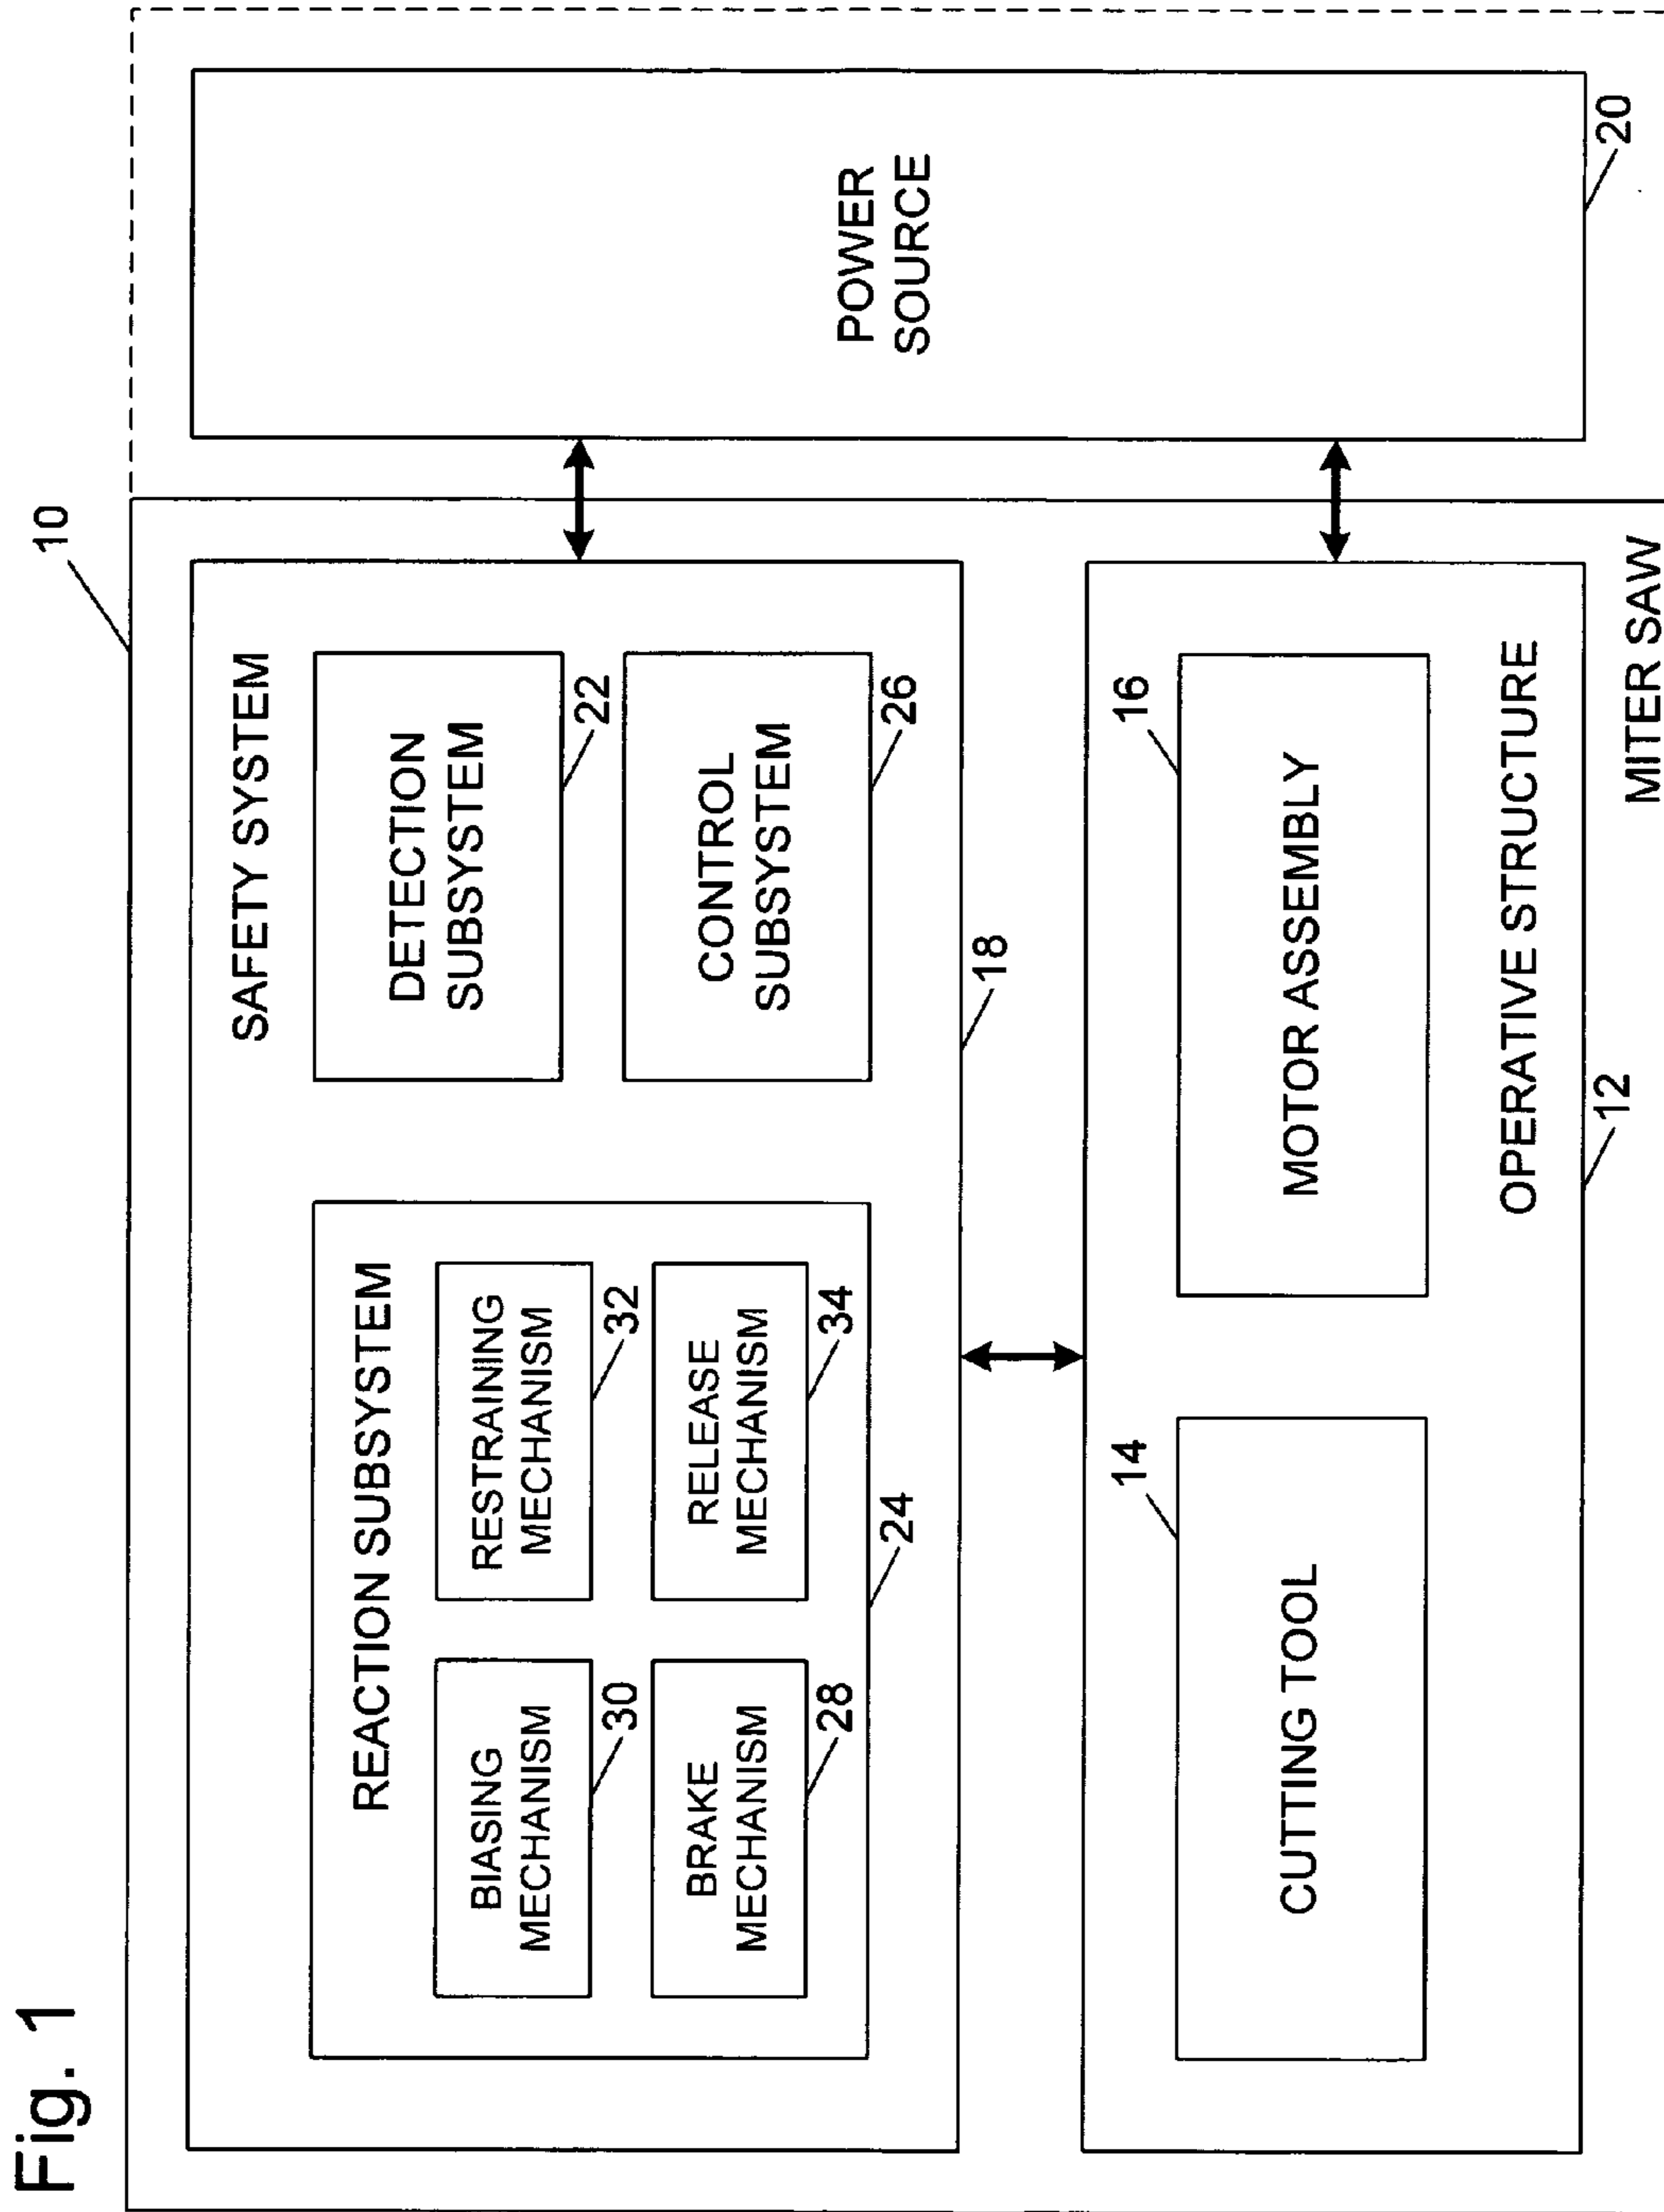 Fig. 1
10
SAFETY SYSTEM
REACTION SUBSYSTEM
BIASING
MECHANISM
30
RESTRAINING
MECHANISM
32
BRAKE
MECHANISM
28
RELEASE
MECHANISM
34
24
DETECTION
SUBSYSTEM
22
CONTROL
SUBSYSTEM
26
18
POWER
SOURCE
20
14
CUTTING TOOL
16
MOTOR ASSEMBLY
OPERATIVE STRUCTURE
12
MITER SAW